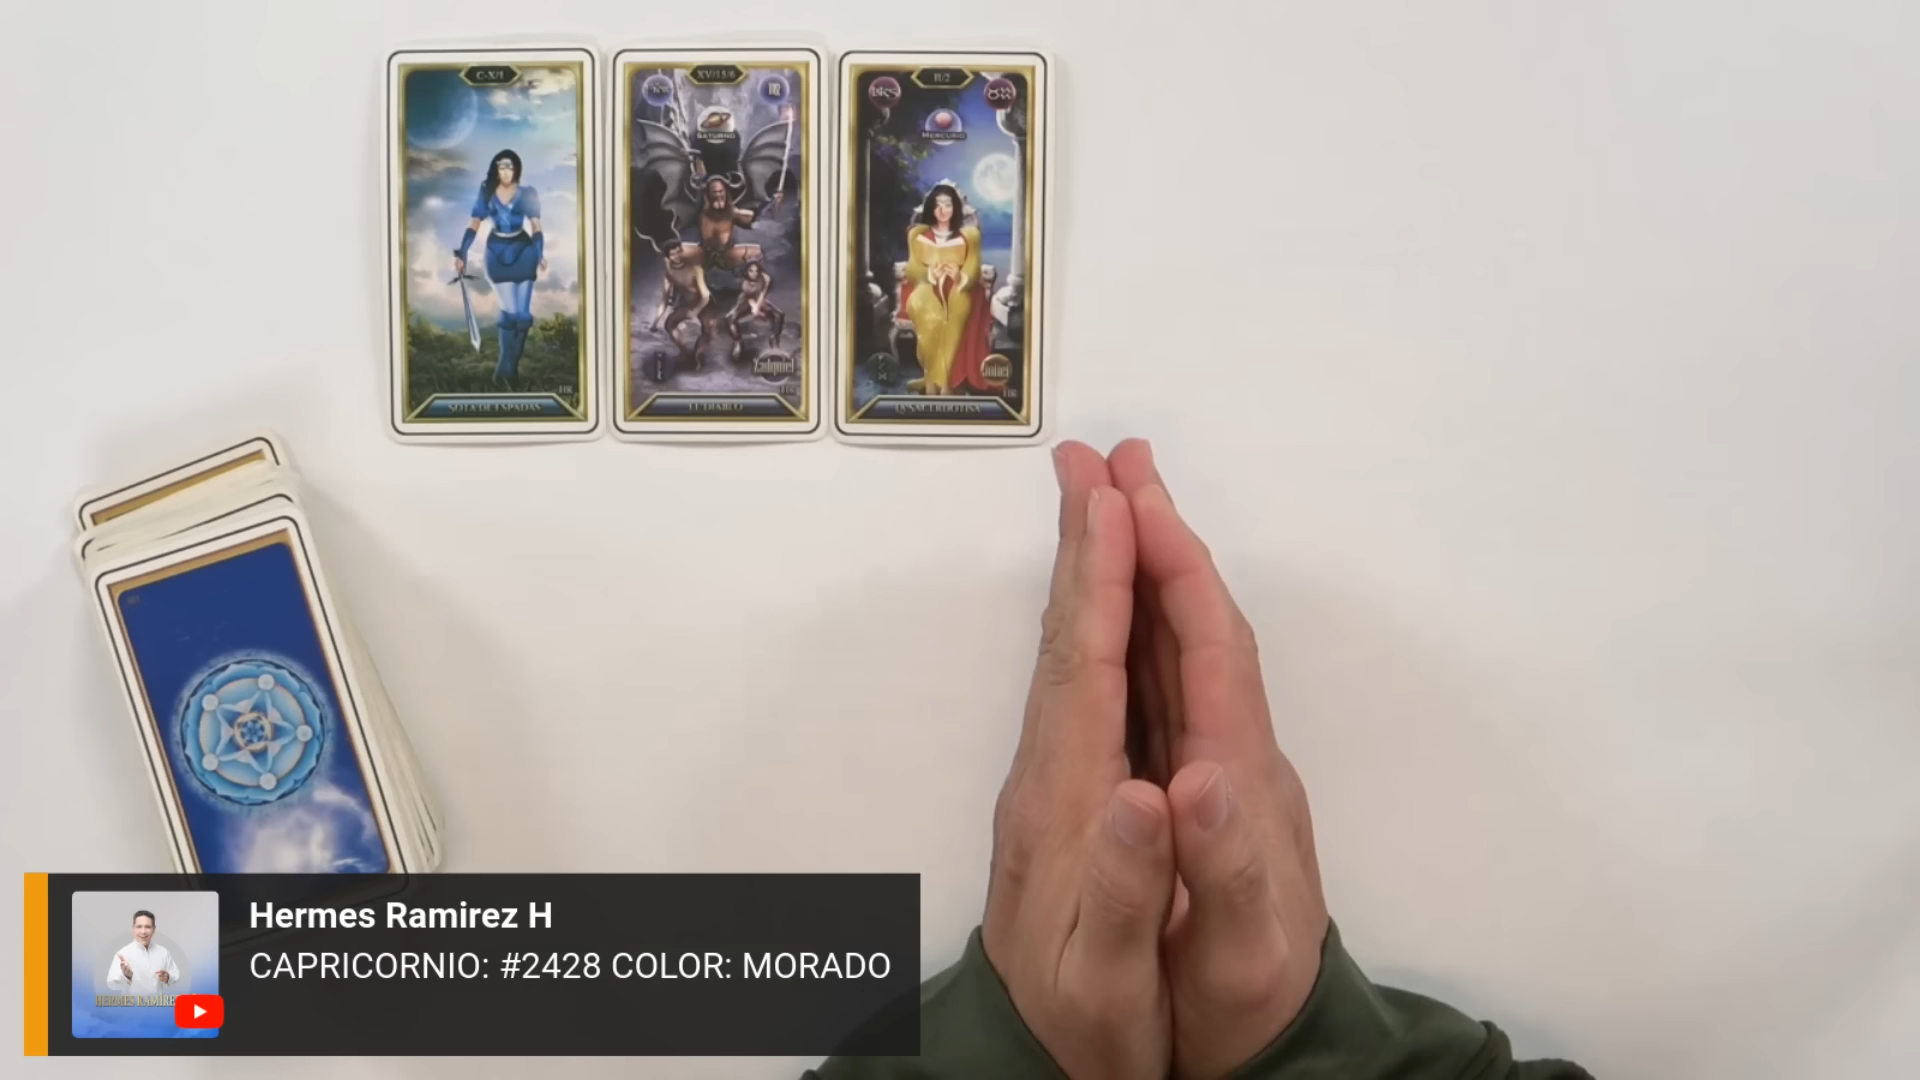 C-X/1
XV/15/6
II/2
SATURNO
MERCURIO
Zadquiel
SOTA DE ESPADAS
EL DIABLO
LA SACERDOTISA
Hermes Ramirez H
CAPRICORNIO: #2428 COLOR: MORADO